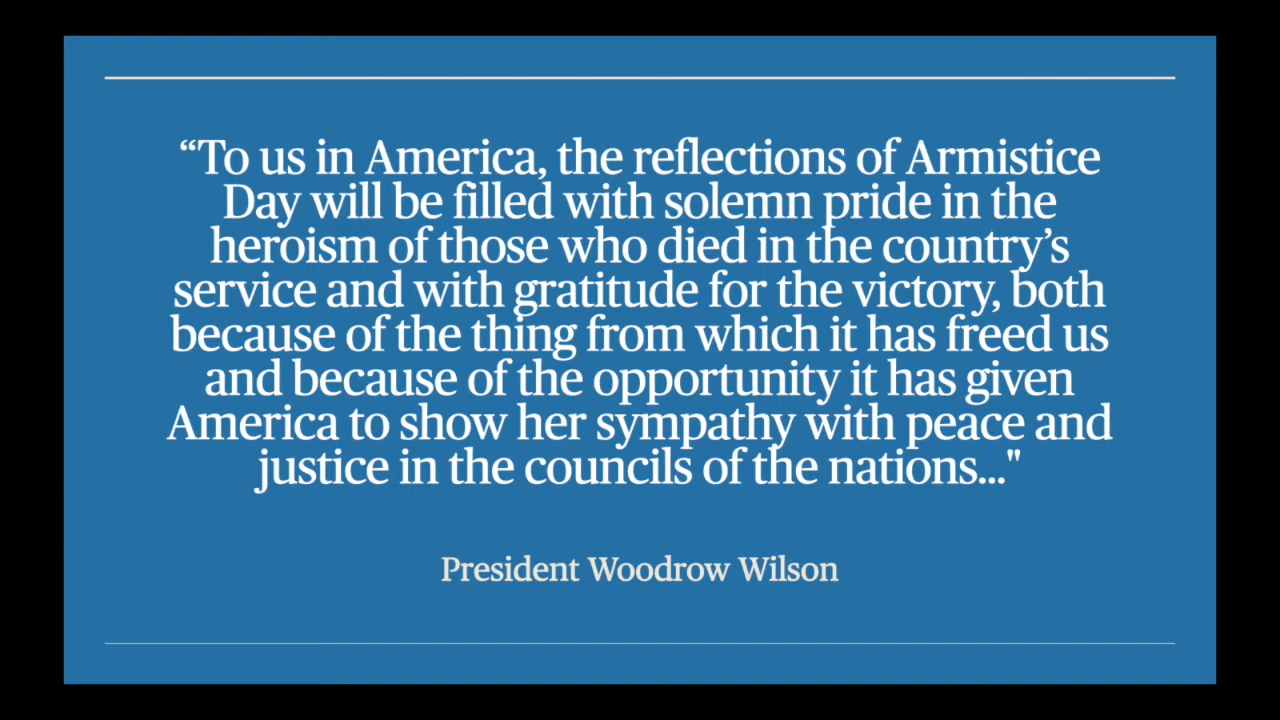 “To us in America, the reflections of Armistice
Day will be filled with solemn pride in the
heroism of those who died in the country’s
service and with gratitude for the victory, both
because of the thing from which it has freed us
and because of the opportunity it has given
America to show her sympathy with peace and
justice in the councils of the nations..."
President Woodrow Wilson